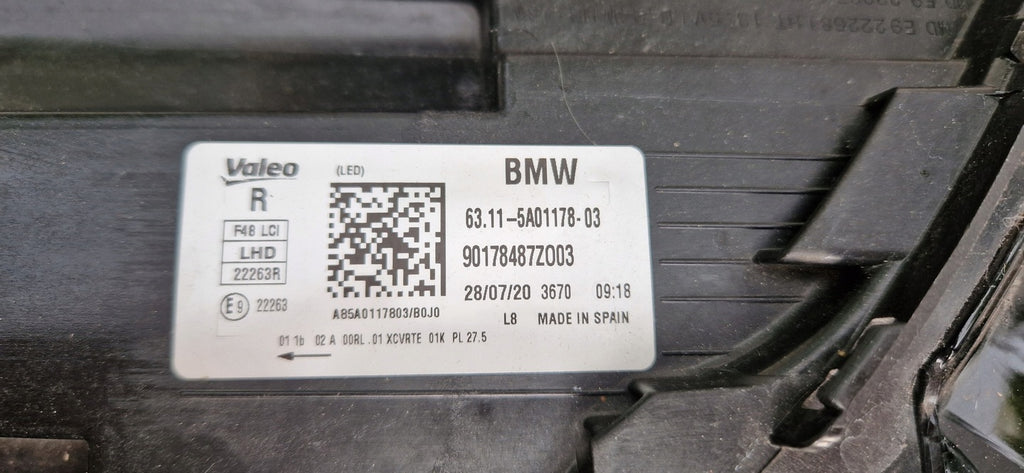 Valeo
(LED)
BMW
R
63.11-5A01178-03
F48 LCI
LHD
90178487Z003
22263R
28/07/20 3670 09:18
E9 22263
A85A0117803/B0J0
L8 MADE IN SPAIN
01 1b 02 A 00RL .01 XCVRTE 01K PL 27.5